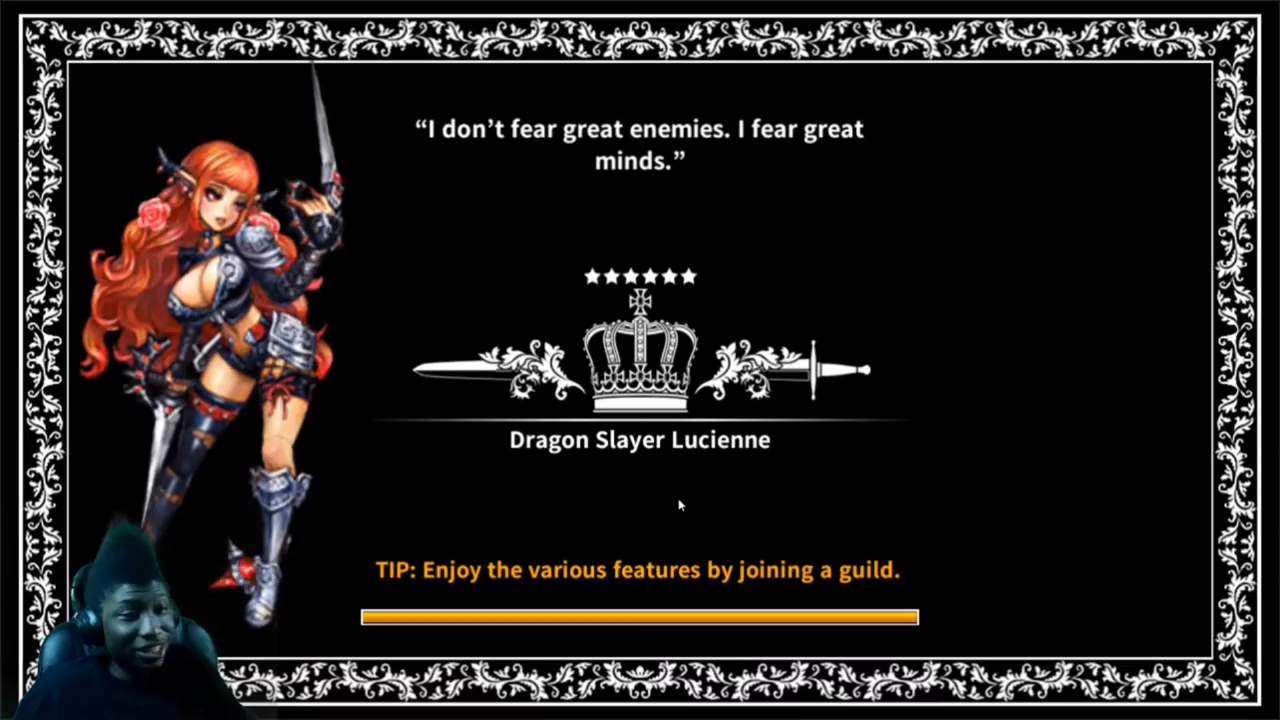 “I don’t fear great enemies. I fear great
minds.”
Dragon Slayer Lucienne
TIP: Enjoy the various features by joining a guild.